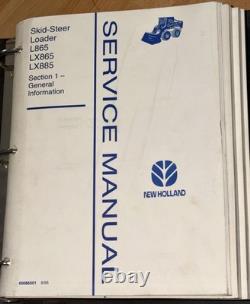 Skid-Steer
Loader
L865
LX865
LX885
Section 1 –
General
Information
SERVICE MANUAL
NEW HOLLAND